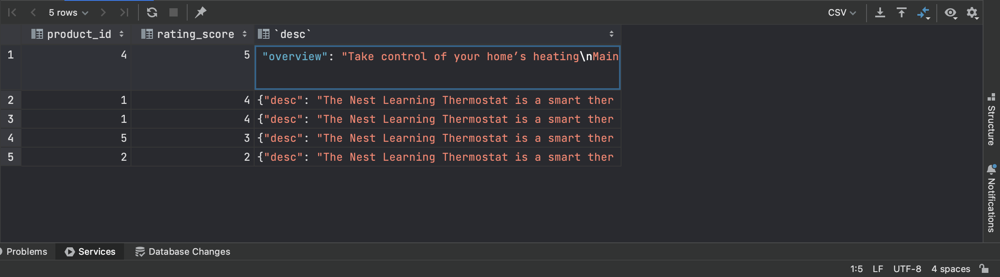 5 rows CSV
product_id rating_score `desc`
1 4 5 "overview": "Take control of your home’s heating\nMain
2 1 4 {"desc": "The Nest Learning Thermostat is a smart ther
3 1 4 {"desc": "The Nest Learning Thermostat is a smart ther
4 5 3 {"desc": "The Nest Learning Thermostat is a smart ther
5 2 2 {"desc": "The Nest Learning Thermostat is a smart ther
Structure
Notifications
Problems Services Database Changes
1:5 LF UTF-8 4 spaces